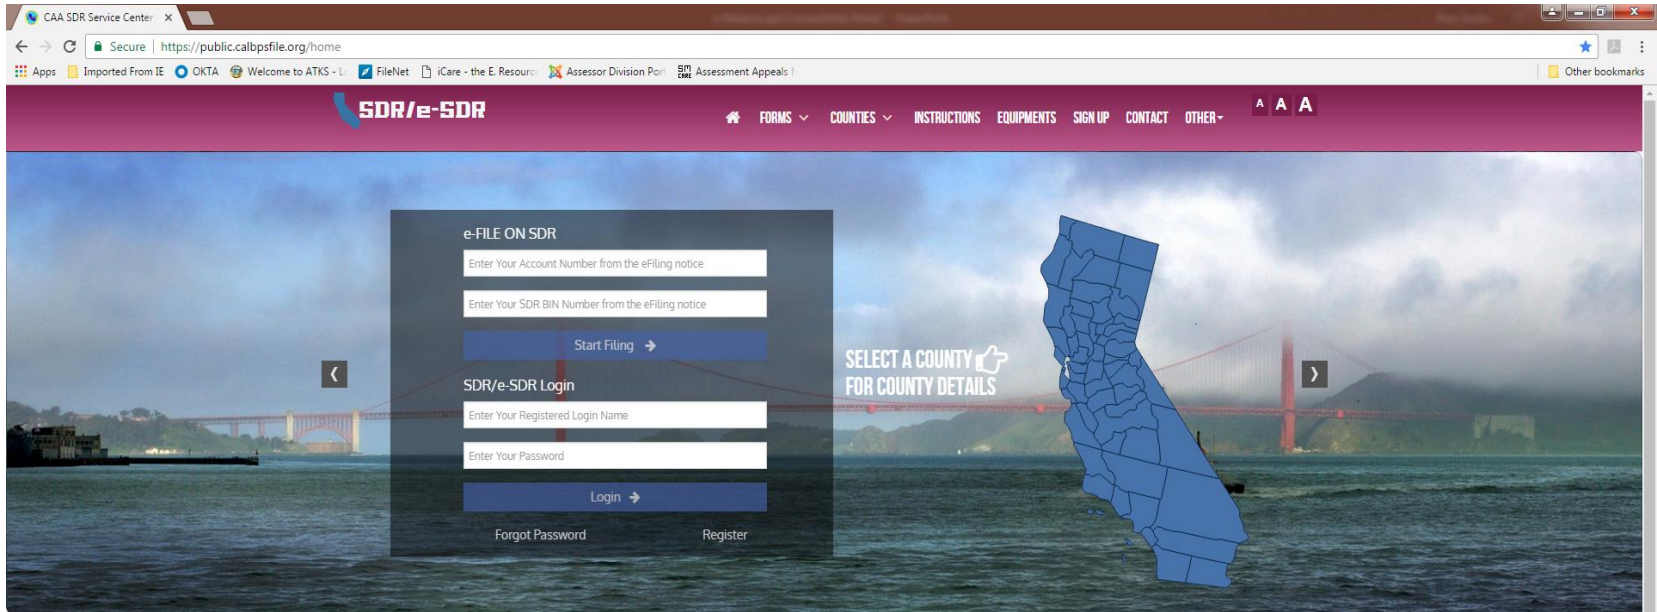 CAA SDR Service Center
Secure https://public.calbpsfile.org/home
Apps Imported From IE OKTA Welcome to ATKS - FileNet iCare - the E. Resourc Assessor Division Port Assessment Appeals Other bookmarks
SDR/e-SDR
FORMS COUNTIES INSTRUCTIONS EQUIPMENTS SIGN UP CONTACT OTHER A A A
e-FILE ON SDR
Enter Your Account Number from the eFiling notice
Enter Your SDR BIN Number from the eFiling notice
Start Filing
SELECT A COUNTY
FOR COUNTY DETAILS
SDR/e-SDR Login
Enter Your Registered Login Name
Enter Your Password
Login
Forgot Password Register